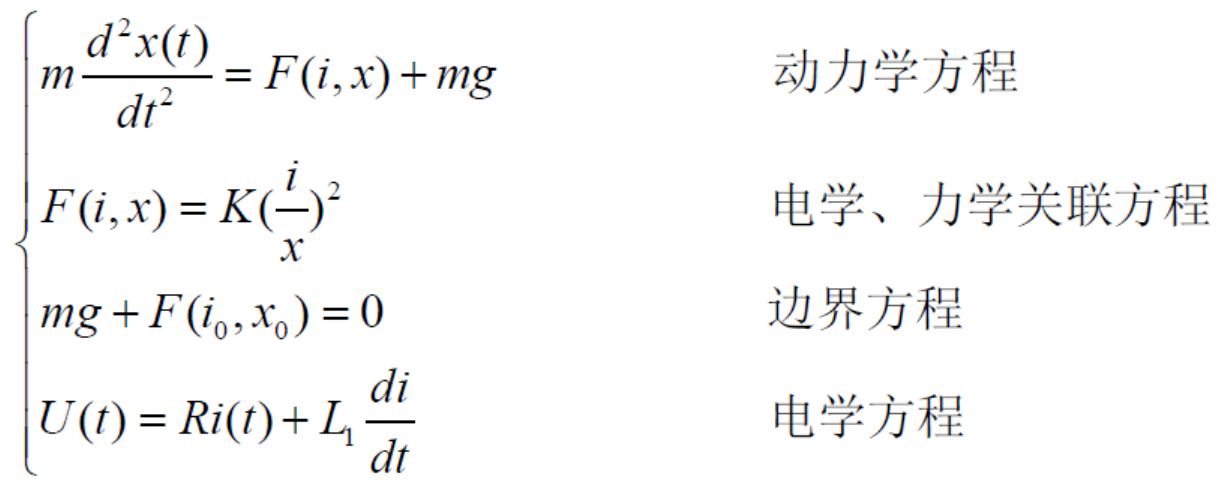 m d²x(t)/dt² = F(i, x) + mg 动力学方程
F(i, x) = K(i/x)² 电学、力学关联方程
mg + F(i₀, x₀) = 0 边界方程
U(t) = Ri(t) + L₁ di/dt 电学方程